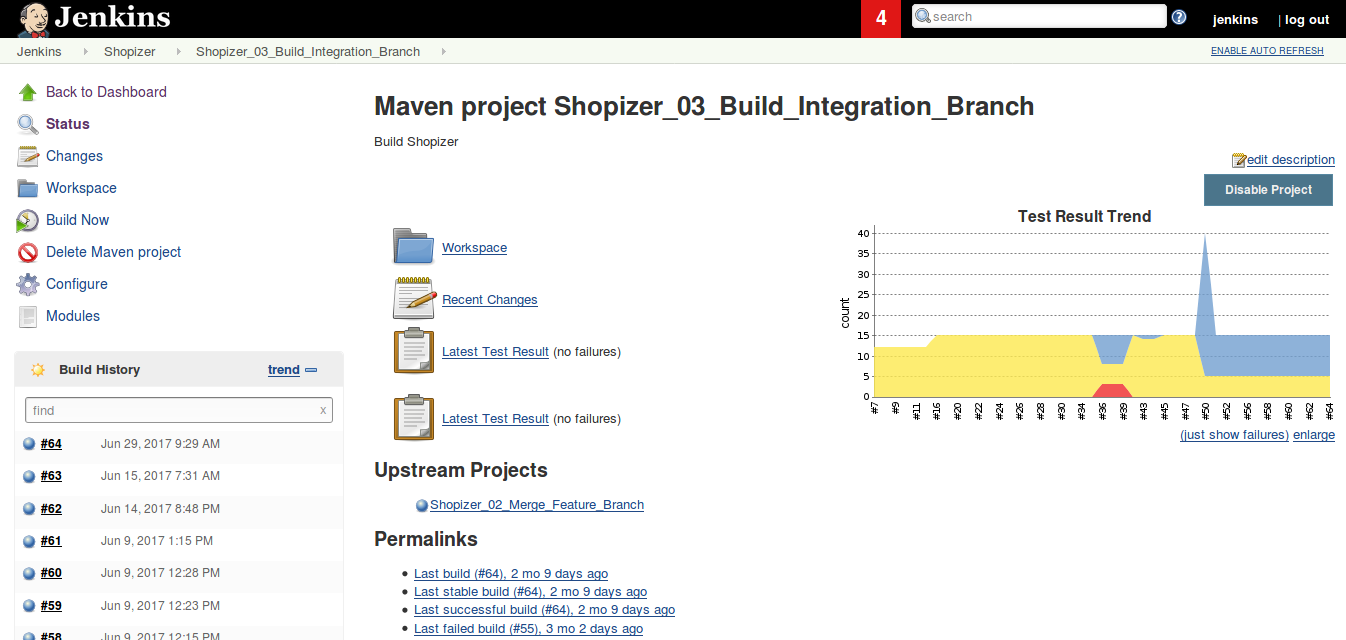 Jenkins
4
search
jenkins | log out
Jenkins Shopizer Shopizer_03_Build_Integration_Branch
ENABLE AUTO REFRESH
Back to Dashboard
Status
Changes
Workspace
Build Now
Delete Maven project
Configure
Modules
Build History trend
find x
#64 Jun 29, 2017 9:29 AM
#63 Jun 15, 2017 7:31 AM
#62 Jun 14, 2017 8:48 PM
#61 Jun 9, 2017 1:15 PM
#60 Jun 9, 2017 12:28 PM
#59 Jun 9, 2017 12:23 PM
#58 Jun 9, 2017 12:15 PM
Maven project Shopizer_03_Build_Integration_Branch
Build Shopizer
edit description
Disable Project
Workspace
Recent Changes
Latest Test Result (no failures)
Latest Test Result (no failures)
Test Result Trend
count
40
35
30
25
20
15
10
5
0
#7 #9 #11 #16 #20 #22 #24 #26 #28 #30 #34 #36 #39 #43 #45 #47 #50 #52 #56 #58 #60 #62 #64
(just show failures) enlarge
Upstream Projects
Shopizer_02_Merge_Feature_Branch
Permalinks
Last build (#64), 2 mo 9 days ago
Last stable build (#64), 2 mo 9 days ago
Last successful build (#64), 2 mo 9 days ago
Last failed build (#55), 3 mo 2 days ago